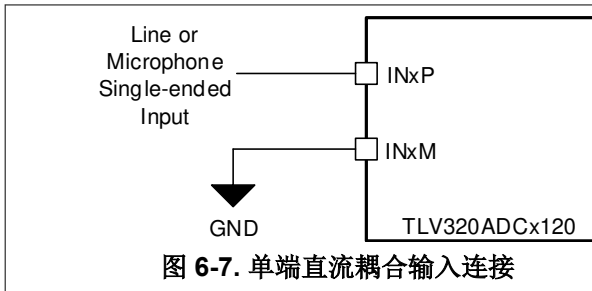 Line or
Microphone
Single-ended
Input
INxP
INxM
GND
TLV320ADCx120
图 6-7. 单端直流耦合输入连接